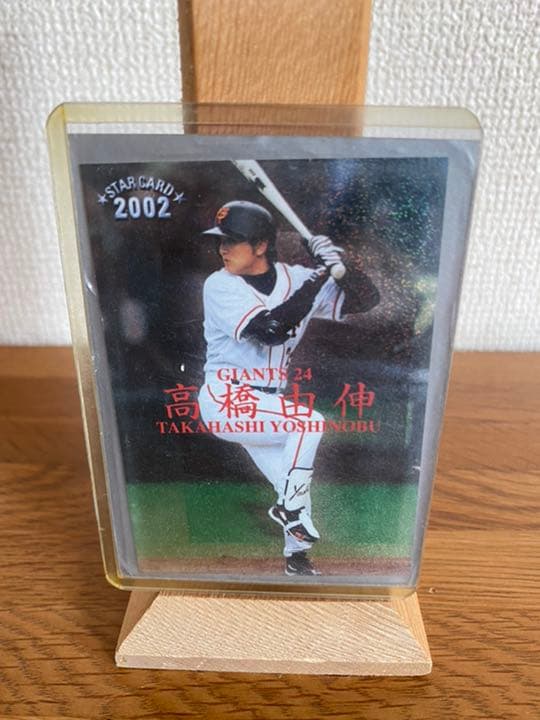 ★STAR CARD★
2002
GIANTS 24
高橋由伸
TAKAHASHI YOSHINOBU